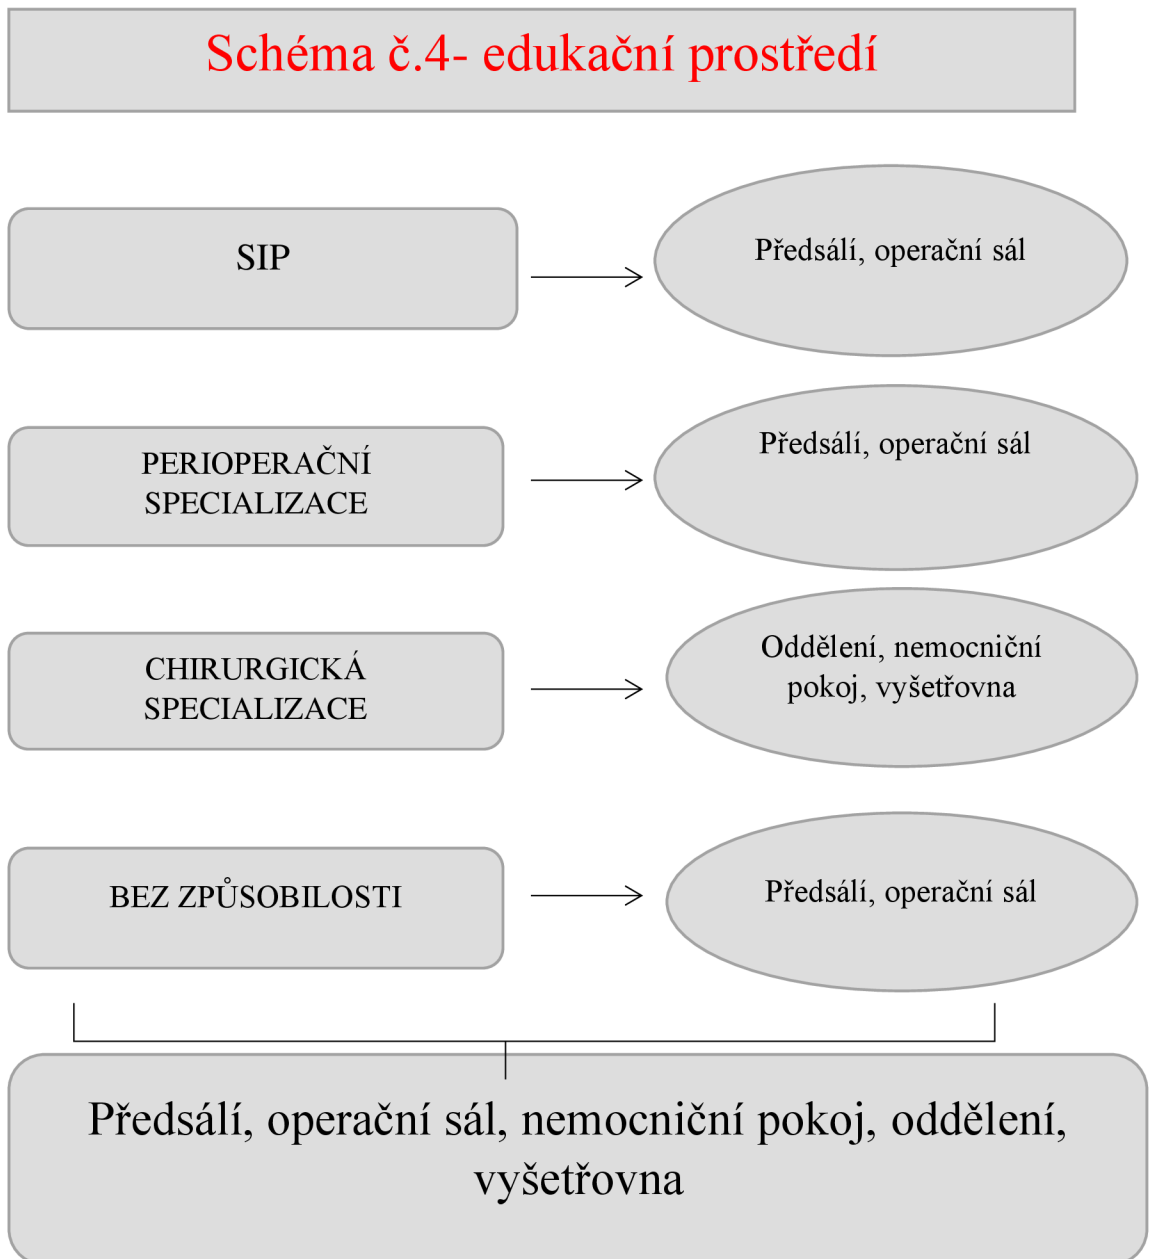 Schéma č.4- edukační prostředí
SIP
Předsálí, operační sál
PERIOPERAČNÍ
SPECIALIZACE
Předsálí, operační sál
CHIRURGICKÁ
SPECIALIZACE
Oddělení, nemocniční
pokoj, vyšetřovna
BEZ ZPŮSOBILOSTI
Předsálí, operační sál
Předsálí, operační sál, nemocniční pokoj, oddělení,
vyšetřovna